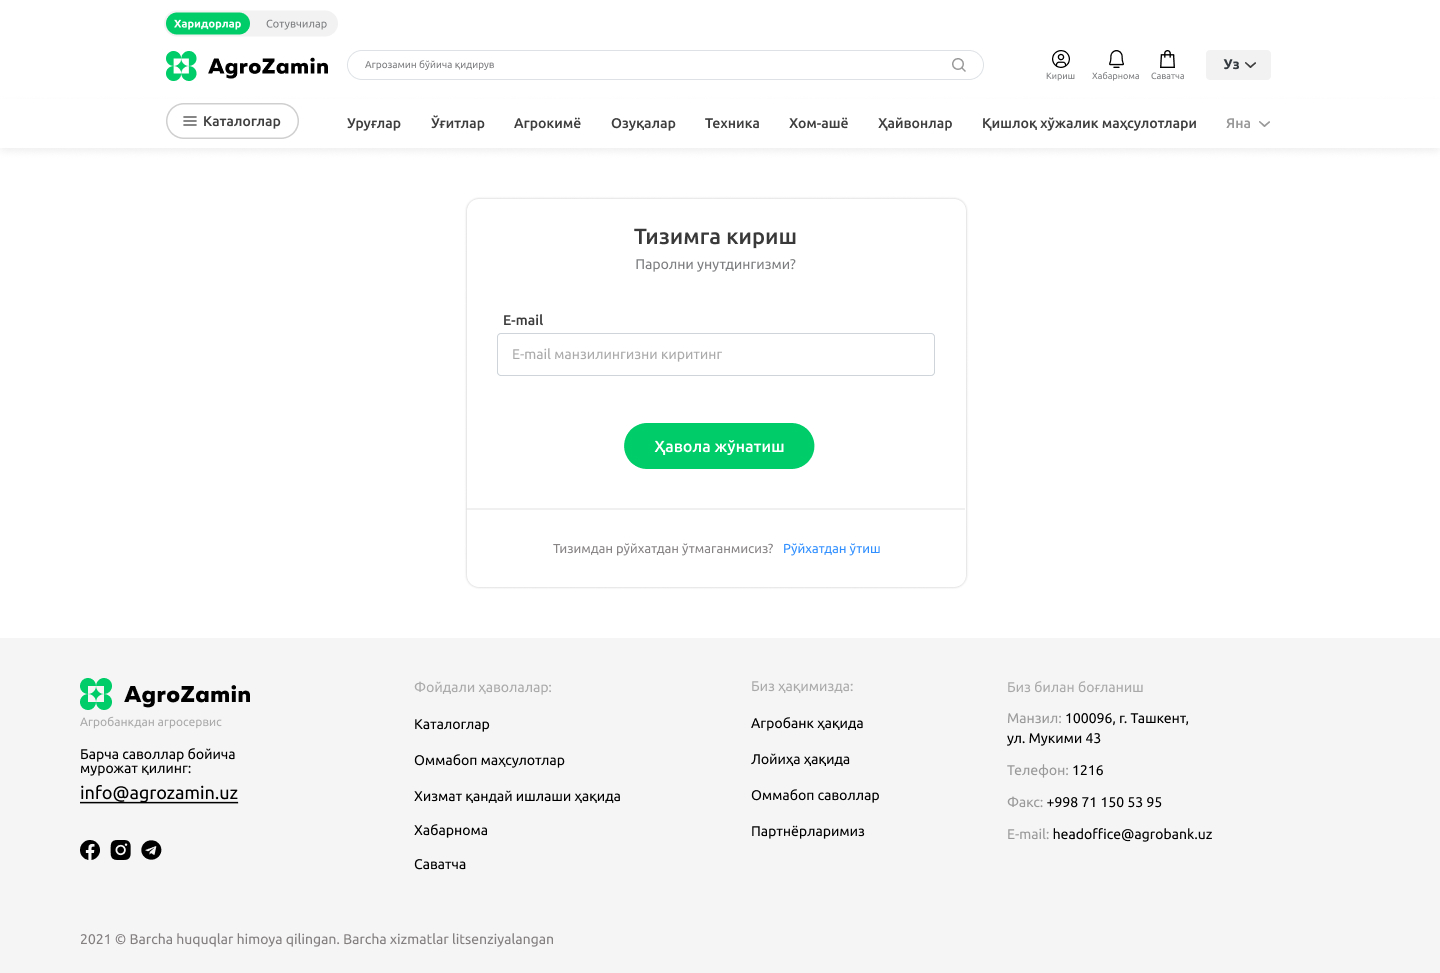 Харидорлар Сотувчилар
AgroZamin
Агрозамин бўйича қидирув
Кириш Хабарнома Саватча
Уз
Каталоглар
Уруғлар Ўғитлар Агрокимё Озуқалар Техника Хом-ашё Ҳайвонлар Қишлоқ хўжалик маҳсулотлари Яна
Тизимга кириш
Паролни унутдингизми?
E-mail
E-mail манзилингизни киритинг
Ҳавола жўнатиш
Тизимдан рўйхатдан ўтмаганмисиз? Рўйхатдан ўтиш
AgroZamin
Агробанкдан агросервис
Барча саволлар бойича
мурожат қилинг:
info@agrozamin.uz
Фойдали ҳаволалар:
Каталоглар
Оммабоп маҳсулотлар
Хизмат қандай ишлаши ҳақида
Хабарнома
Саватча
Биз ҳақимизда:
Агробанк ҳақида
Лойиҳа ҳақида
Оммабоп саволлар
Партнёрларимиз
Биз билан боғланиш
Манзил: 100096, г. Ташкент,
ул. Мукими 43
Телефон: 1216
Факс: +998 71 150 53 95
E-mail: headoffice@agrobank.uz
2021 © Barcha huquqlar himoya qilingan. Barcha xizmatlar litsenziyalangan